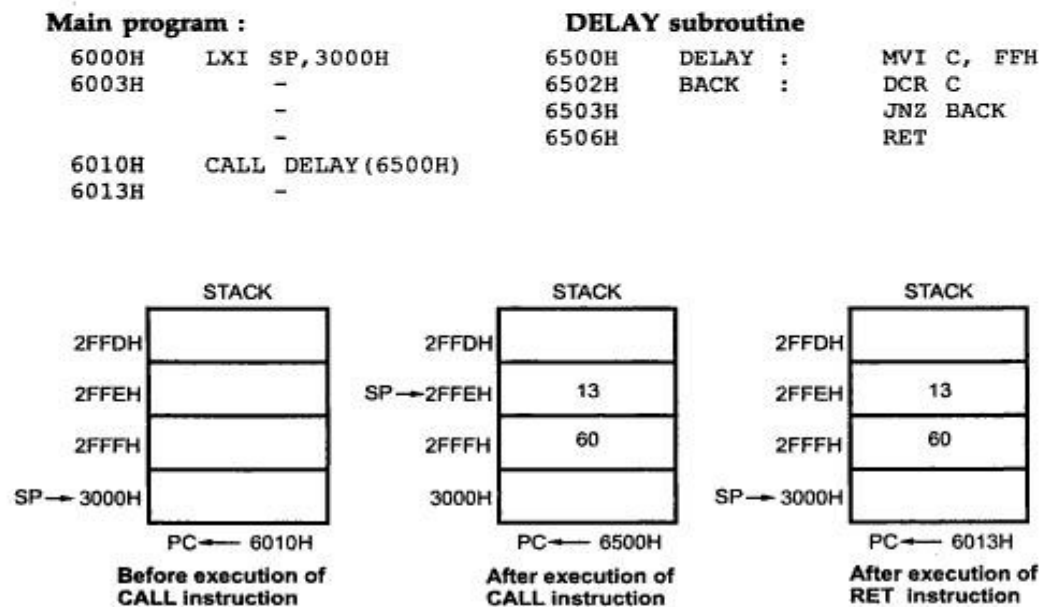 Main program :
6000H LXI SP,3000H
6003H -
-
-
6010H CALL DELAY(6500H)
6013H -
DELAY subroutine
6500H DELAY : MVI C, FFH
6502H BACK : DCR C
6503H JNZ BACK
6506H RET
STACK
2FFDH
2FFEH
2FFFH
SP→ 3000H
PC← 6010H
Before execution of
CALL instruction
STACK
2FFDH
SP→2FFEH 13
2FFFH 60
3000H
PC← 6500H
After execution of
CALL instruction
STACK
2FFDH
2FFEH 13
2FFFH 60
SP→ 3000H
PC← 6013H
After execution of
RET instruction